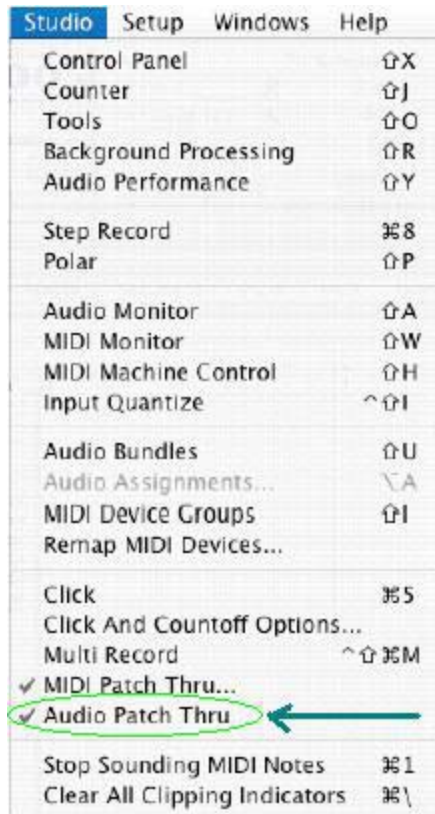 Studio Setup Windows Help
Control Panel ⇧X
Counter ⇧J
Tools ⇧O
Background Processing ⇧R
Audio Performance ⇧Y
Step Record ⌘8
Polar ⇧P
Audio Monitor ⇧A
MIDI Monitor ⇧W
MIDI Machine Control ⇧H
Input Quantize ^⇧I
Audio Bundles ⇧U
Audio Assignments... ⌥A
MIDI Device Groups ⇧I
Remap MIDI Devices...
Click ⌘5
Click And Countoff Options...
Multi Record ^⇧⌘M
✓ MIDI Patch Thru...
✓ Audio Patch Thru
Stop Sounding MIDI Notes ⌘1
Clear All Clipping Indicators ⌘\